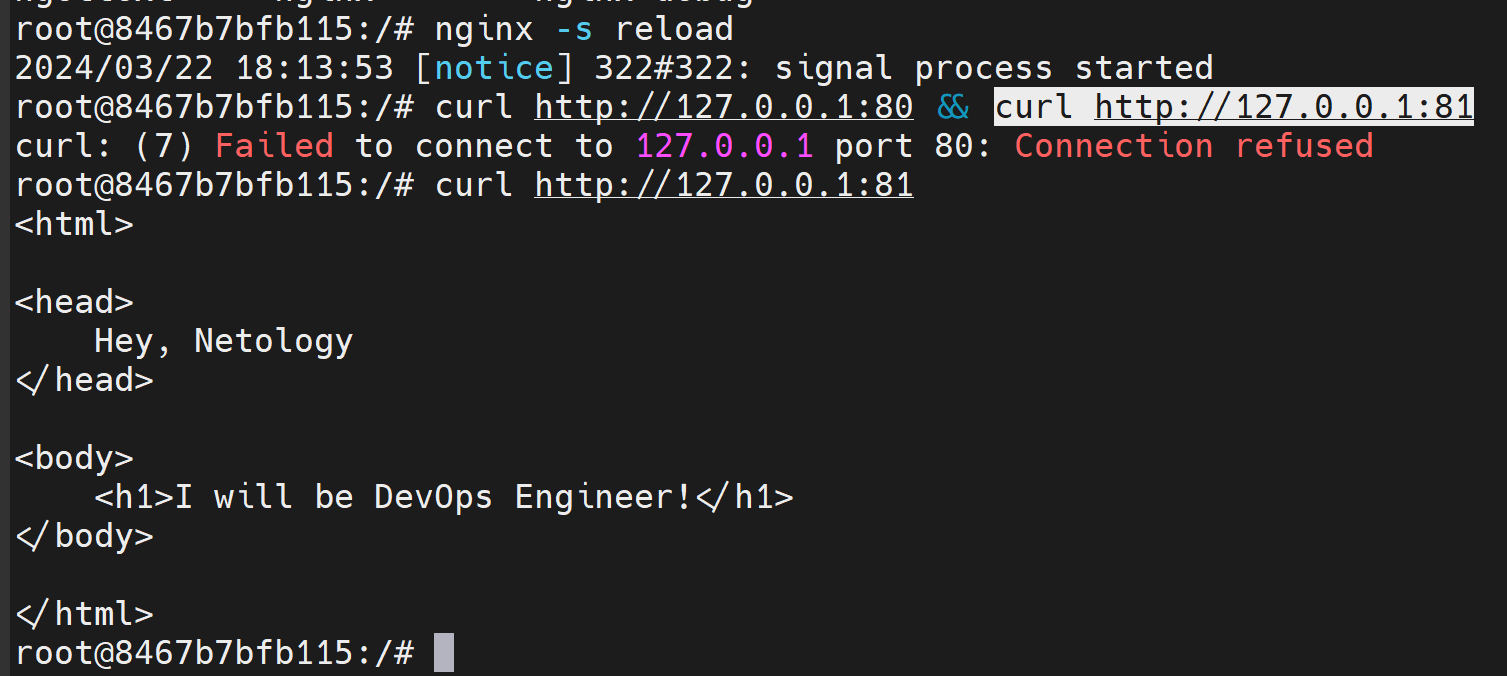 root@8467b7bfb115:/# nginx -s reload
2024/03/22 18:13:53 [notice] 322#322: signal process started
root@8467b7bfb115:/# curl http://127.0.0.1:80 && curl http://127.0.0.1:81
curl: (7) Failed to connect to 127.0.0.1 port 80: Connection refused
root@8467b7bfb115:/# curl http://127.0.0.1:81
<html>
<head>
Hey, Netology
</head>
<body>
<h1>I will be DevOps Engineer!</h1>
</body>
</html>
root@8467b7bfb115:/#